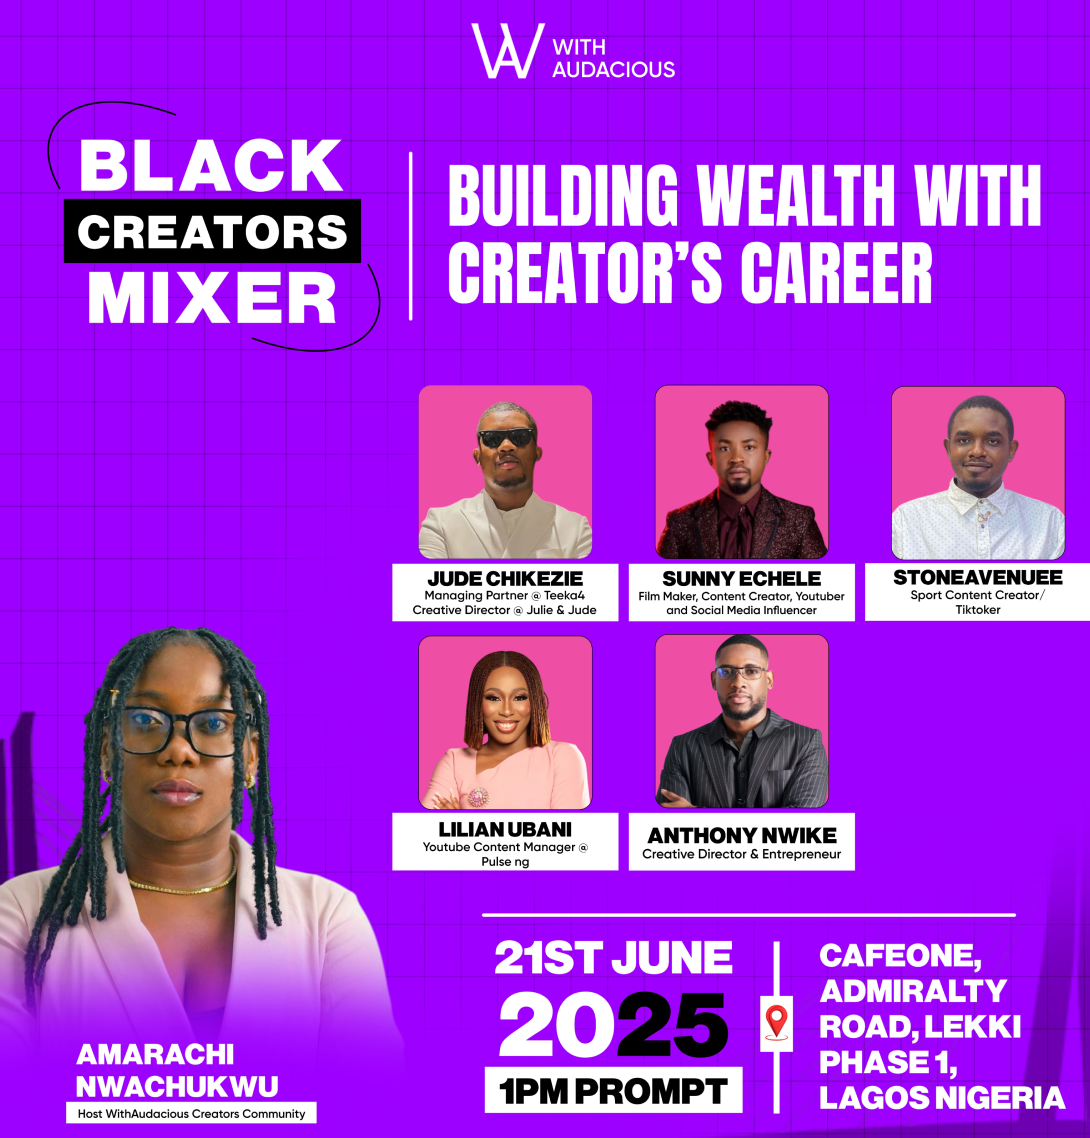 WITH
AUDACIOUS
BLACK
CREATORS
MIXER
BUILDING WEALTH WITH
CREATOR'S CAREER
JUDE CHIKEZIE
Managing Partner @ Teeka4
Creative Director @ Julie & Jude
SUNNY ECHELE
Film Maker, Content Creator, Youtuber
and Social Media Influencer
STONEAVENUEE
Sport Content Creator/
Tiktoker
LILIAN UBANI
Youtube Content Manager @
Pulse ng
ANTHONY NWIKE
Creative Director & Entrepreneur
AMARACHI
NWACHUKWU
Host WithAudacious Creators Community
21ST JUNE
2025
1PM PROMPT
CAFEONE,
ADMIRALTY
ROAD, LEKKI
PHASE 1,
LAGOS NIGERIA